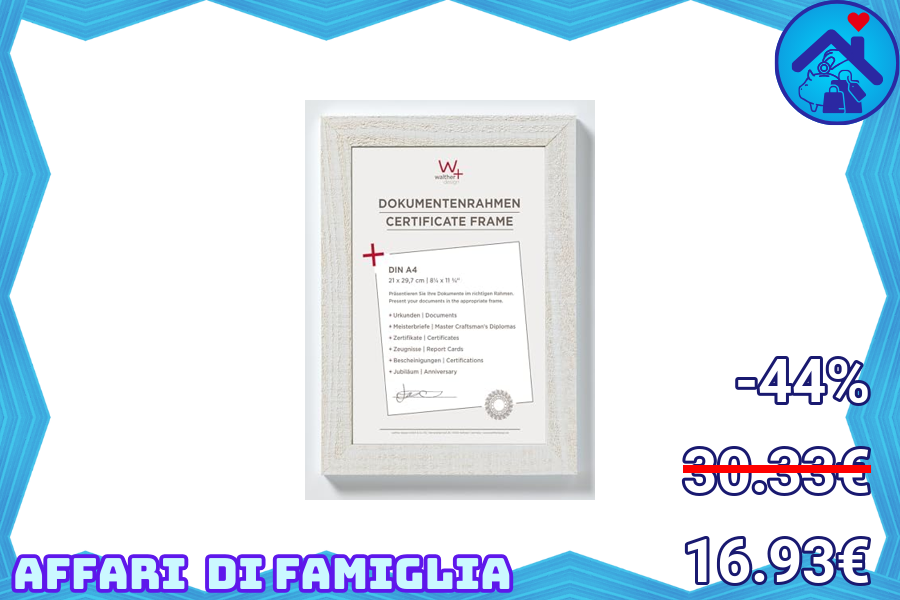 W+
walther
design
DOKUMENTENRAHMEN
CERTIFICATE FRAME
DIN A4
21 x 29,7 cm | 8¼ x 11 ¾"
Präsentieren Sie Ihre Dokumente im richtigen Rahmen.
Present your documents in the appropriate frame.
+ Urkunden | Documents
+ Meisterbriefe | Master Craftsman's Diplomas
+ Zertifikate | Certificates
+ Zeugnisse | Report Cards
+ Bescheinigungen | Certifications
+ Jubiläum | Anniversary
-44%
30.33€
16.93€
AFFARI DI FAMIGLIA